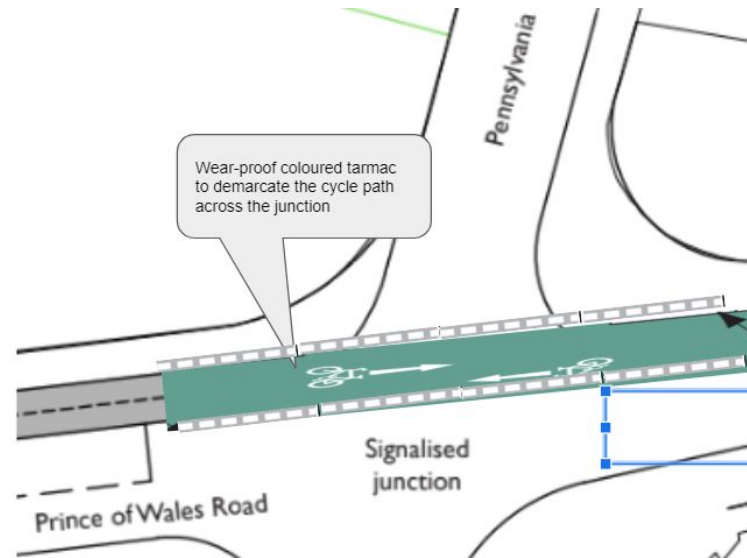 Pennsylvania
Wear-proof coloured tarmac
to demarcate the cycle path
across the junction
Signalised
junction
Prince of Wales Road